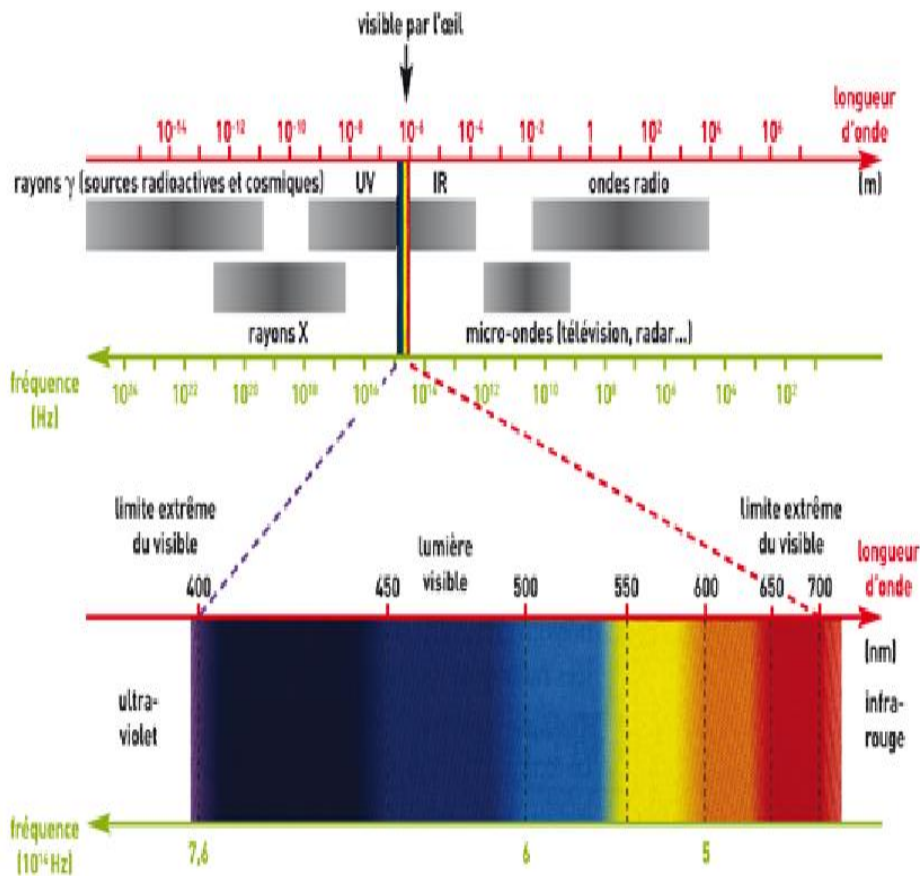 visible par l'œil
longueur d'onde
10⁻¹⁴ 10⁻¹² 10⁻¹⁰ 10⁻⁸ 10⁻⁶ 10⁻⁴ 10⁻² 1 10² 10⁴ 10⁶
rayons γ (sources radioactives et cosmiques) UV IR ondes radio (m)
rayons X micro-ondes (télévision, radar...)
fréquence
(Hz)
10²⁴ 10²² 10²⁰ 10¹⁸ 10¹⁶ 10¹⁴ 10¹² 10¹⁰ 10⁸ 10⁶ 10⁴ 10²
limite extrême
du visible
lumière
visible
limite extrême
du visible
longueur
d'onde
400 450 500 550 600 650 700
(nm)
ultra-
violet
infra-
rouge
fréquence
(10¹⁴ Hz)
7,6 6 5